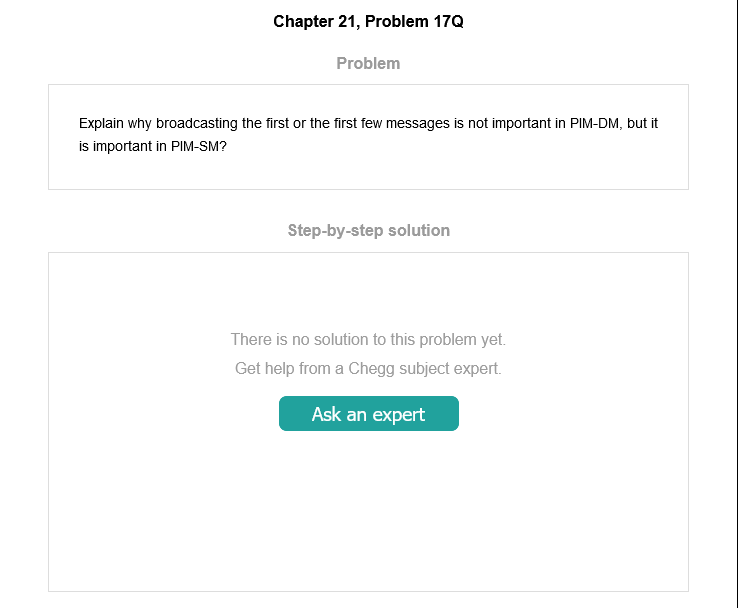 Chapter 21, Problem 17Q
Problem
Explain why broadcasting the first or the first few messages is not important in PIM-DM, but it
is important in PIM-SM?
Step-by-step solution
There is no solution to this problem yet.
Get help from a Chegg subject expert.
Ask an expert